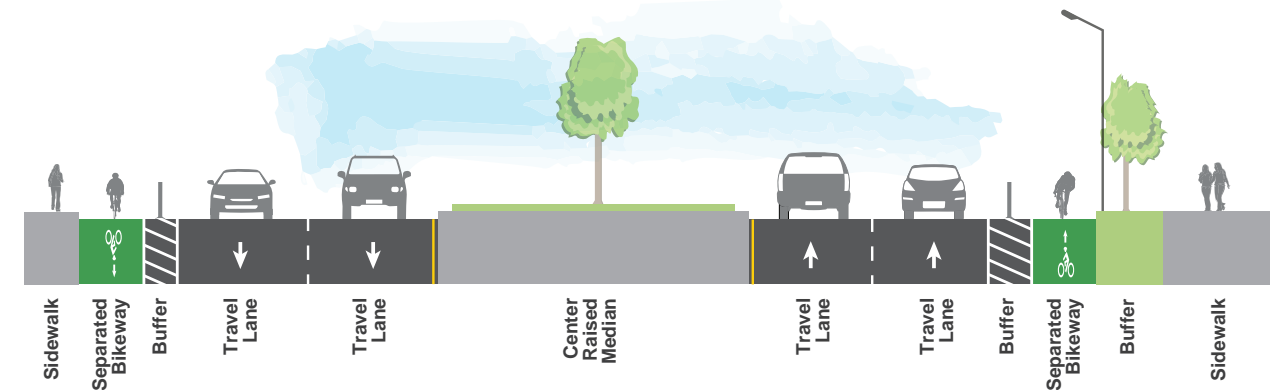 Sidewalk
Separated
Bikeway
Buffer
Travel
Lane
Travel
Lane
Center
Raised
Median
Travel
Lane
Travel
Lane
Buffer
Separated
Bikeway
Buffer
Sidewalk